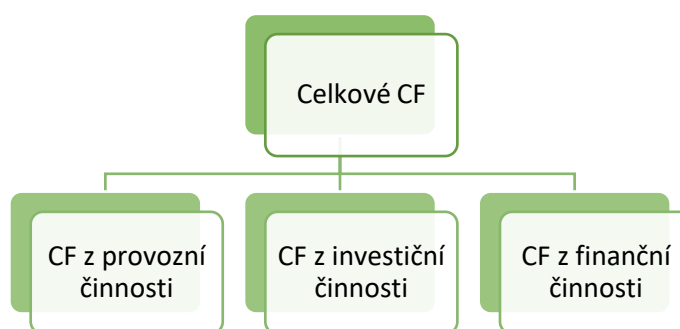 Celkové CF
CF z provozní
činnosti
CF z investiční
činnosti
CF z finanční
činnosti